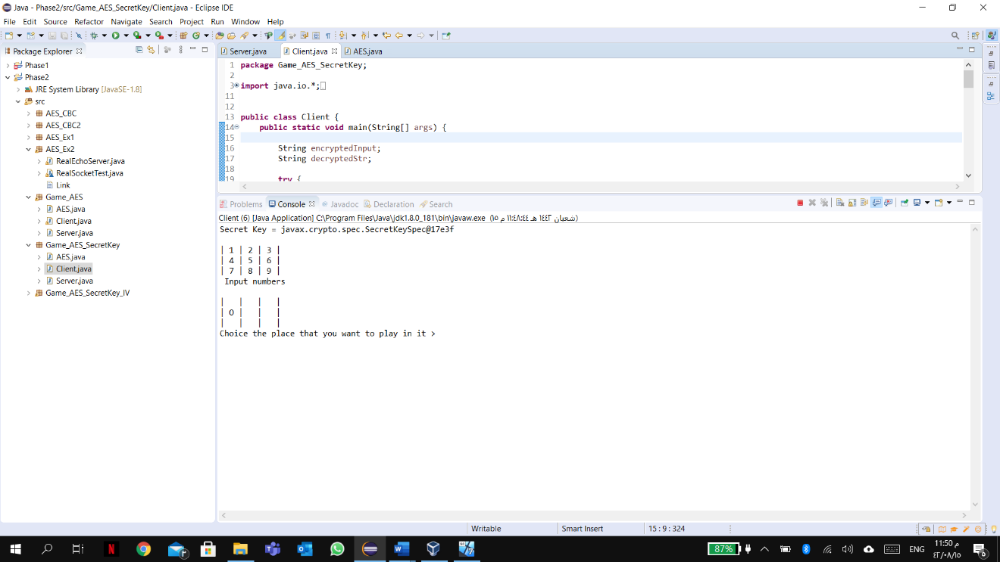 Java - Phase2/src/Game_AES_SecretKey/Client.java - Eclipse IDE
File Edit Source Refactor Navigate Search Project Run Window Help
Package Explorer
Phase1
Phase2
JRE System Library [JavaSE-1.8]
src
AES_CBC
AES_CBC2
AES_Ex1
AES_Ex2
RealEchoServer.java
RealSocketTest.java
Link
Game_AES
AES.java
Client.java
Server.java
Game_AES_SecretKey
AES.java
Client.java
Server.java
Game_AES_SecretKey_IV
Server.java Client.java AES.java
1 package Game_AES_SecretKey;
2
3 import java.io.*;
11
12
13 public class Client {
14 public static void main(String[] args) {
15
16 String encryptedInput;
17 String decryptedStr;
18
19 try {
Problems Console Javadoc Declaration Search
Client (6) [Java Application] C:\Program Files\Java\jdk1.8.0_181\bin\javaw.exe (١٥ شعبان ١٤٤٢ هـ ١١:٤٨:٤٤ م)
Secret Key = javax.crypto.spec.SecretKeySpec@17e3f
| 1 | 2 | 3 |
| 4 | 5 | 6 |
| 7 | 8 | 9 |
Input numbers
| | | |
| O | | |
| | | |
Choice the place that you want to play in it >
Writable Smart Insert 15 : 9 : 324
87% ENG 11:50 م
٤٢/٠٨/١٥